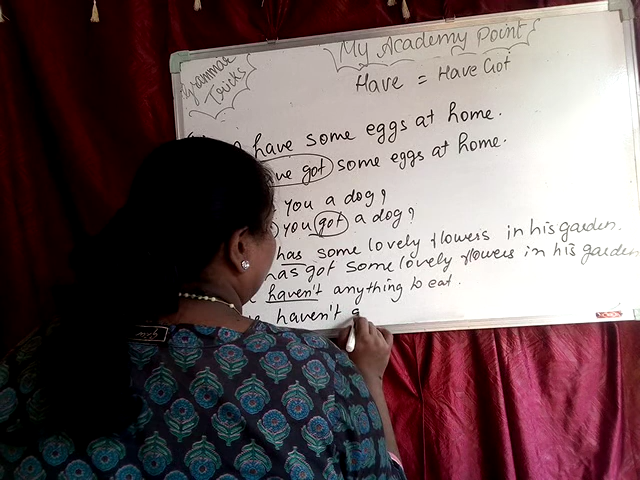 My Academy Point
Grammar
Tricks
Have = Have Got
have some eggs at home.
got some eggs at home.
you a dog?
you got a dog?
has some lovely flowers in his garden.
has got some lovely flowers in his garden
haven't anything to eat.
haven't g